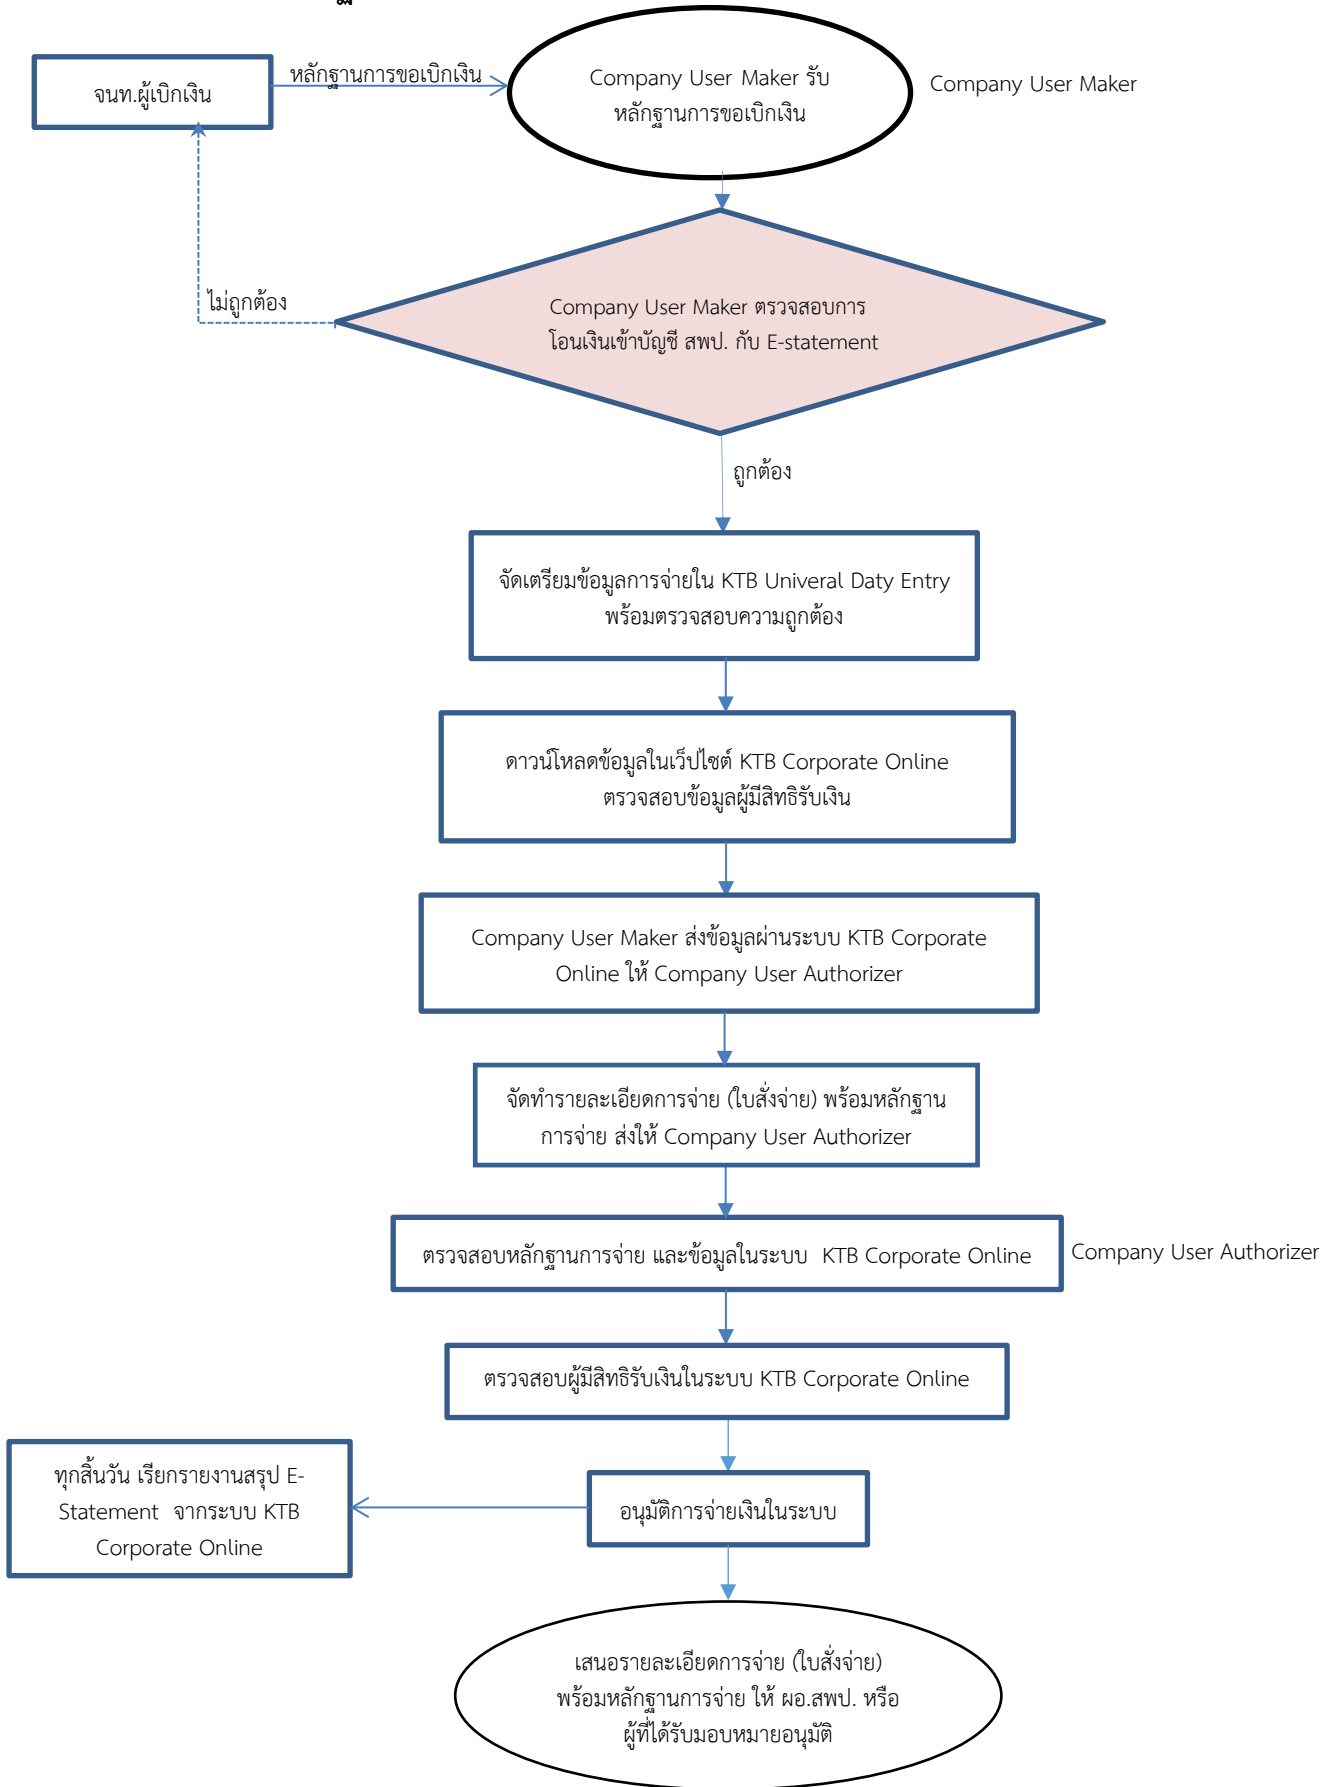 หลักฐานการขอเบิกเงิน
จนท.ผู้เบิกเงิน
Company User Maker รับ
หลักฐานการขอเบิกเงิน
Company User Maker
ไม่ถูกต้อง
Company User Maker ตรวจสอบการ
โอนเงินเข้าบัญชี สพป. กับ E-statement
ถูกต้อง
จัดเตรียมข้อมูลการจ่ายใน KTB Univeral Daty Entry
พร้อมตรวจสอบความถูกต้อง
ดาวน์โหลดข้อมูลในเว็ปไซต์ KTB Corporate Online
ตรวจสอบข้อมูลผู้มีสิทธิรับเงิน
Company User Maker ส่งข้อมูลผ่านระบบ KTB Corporate
Online ให้ Company User Authorizer
จัดทำรายละเอียดการจ่าย (ใบสั่งจ่าย) พร้อมหลักฐาน
การจ่าย ส่งให้ Company User Authorizer
ตรวจสอบหลักฐานการจ่าย และข้อมูลในระบบ KTB Corporate Online
Company User Authorizer
ตรวจสอบผู้มีสิทธิรับเงินในระบบ KTB Corporate Online
ทุกสิ้นวัน เรียกรายงานสรุป E-
Statement จากระบบ KTB
Corporate Online
อนุมัติการจ่ายเงินในระบบ
เสนอรายละเอียดการจ่าย (ใบสั่งจ่าย)
พร้อมหลักฐานการจ่าย ให้ ผอ.สพป. หรือ
ผู้ที่ได้รับมอบหมายอนุมัติ